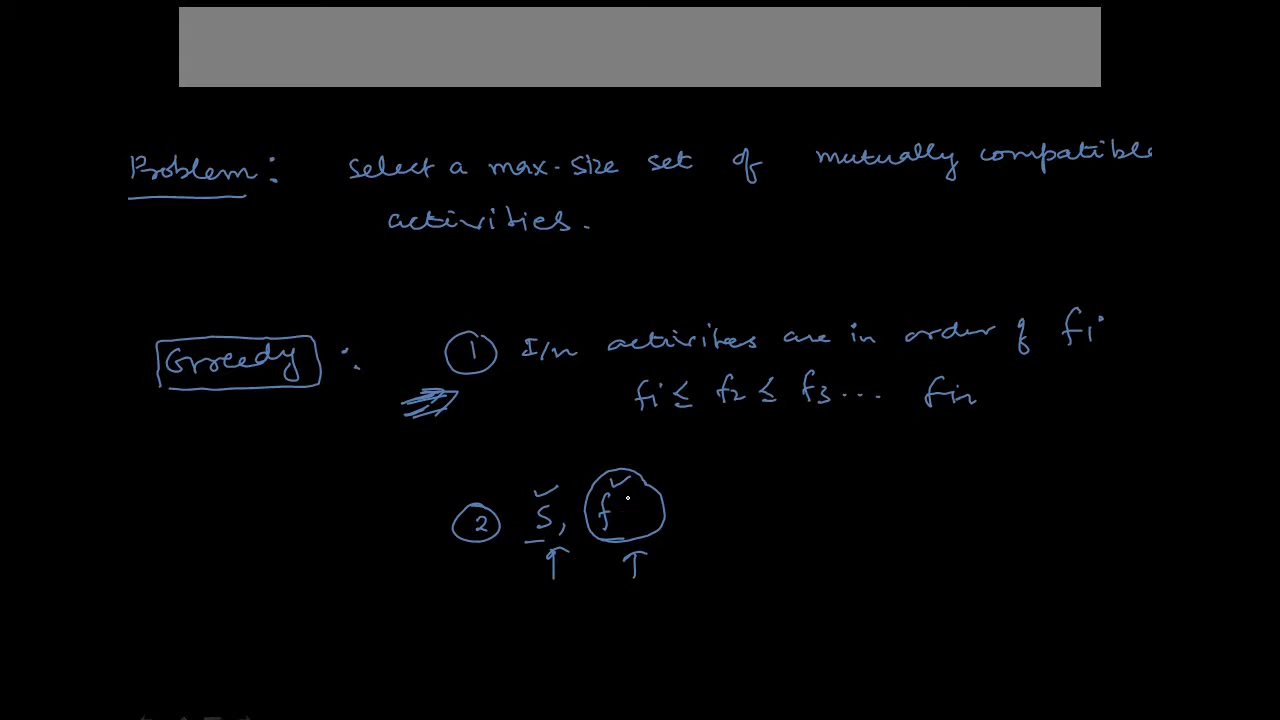 Problem: select a max-size set of mutually compatible
activities.
Greedy : 1 I/n activites are in order of fi
f1 ≤ f2 ≤ f3 ... fn
2 s, f